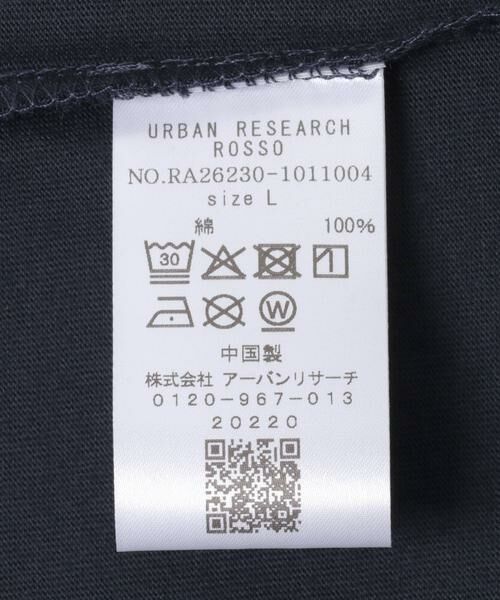 URBAN RESEARCH
ROSSO
NO.RA26230-1011004
size L
綿 100%
30
W
中国製
株式会社 アーバンリサーチ
0120-967-013
20220